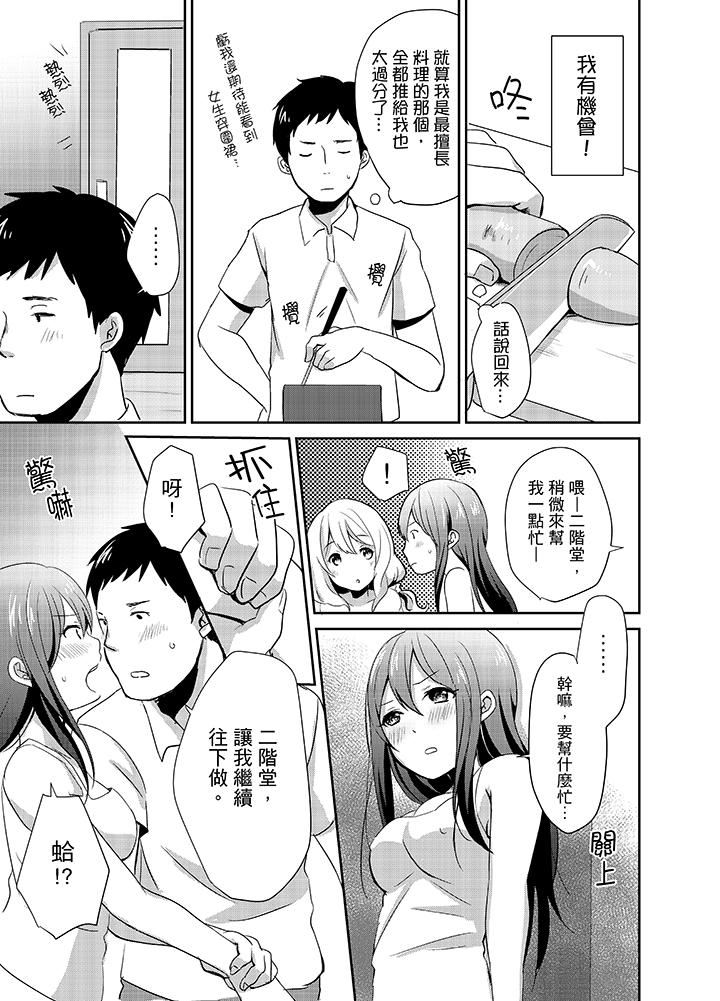 我有機會！
咚
話說回來…
就算我是最擅長
料理的那個，
全都推給我也
太過分了…
虧我還期待能看到
女生穿圍裙…
攪
攪
……
熱烈
熱烈
喂—二階堂，
稍微來幫
我一點忙—
驚
！
……
幹嘛，要幫什麼忙…
關上
抓住
呀！
驚嚇
二階堂，
讓我繼續
往下做。
蛤
!?